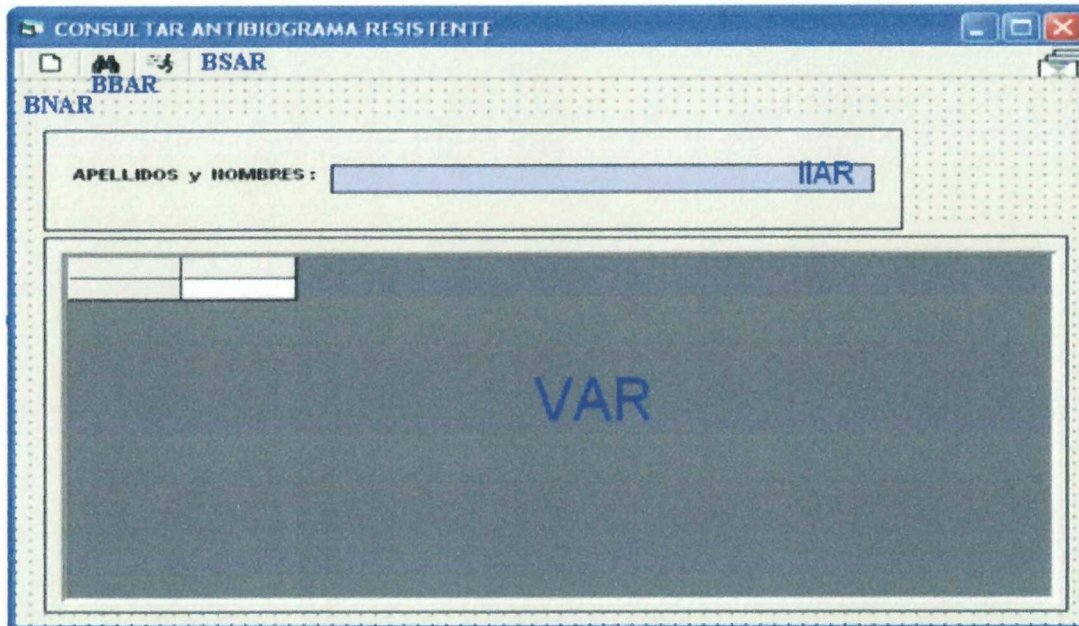 CONSULTAR ANTIBIOGRAMA RESISTENTE
BSAR
BBAR
BNAR
APELLIDOS y NOMBRES: IIAR
VAR